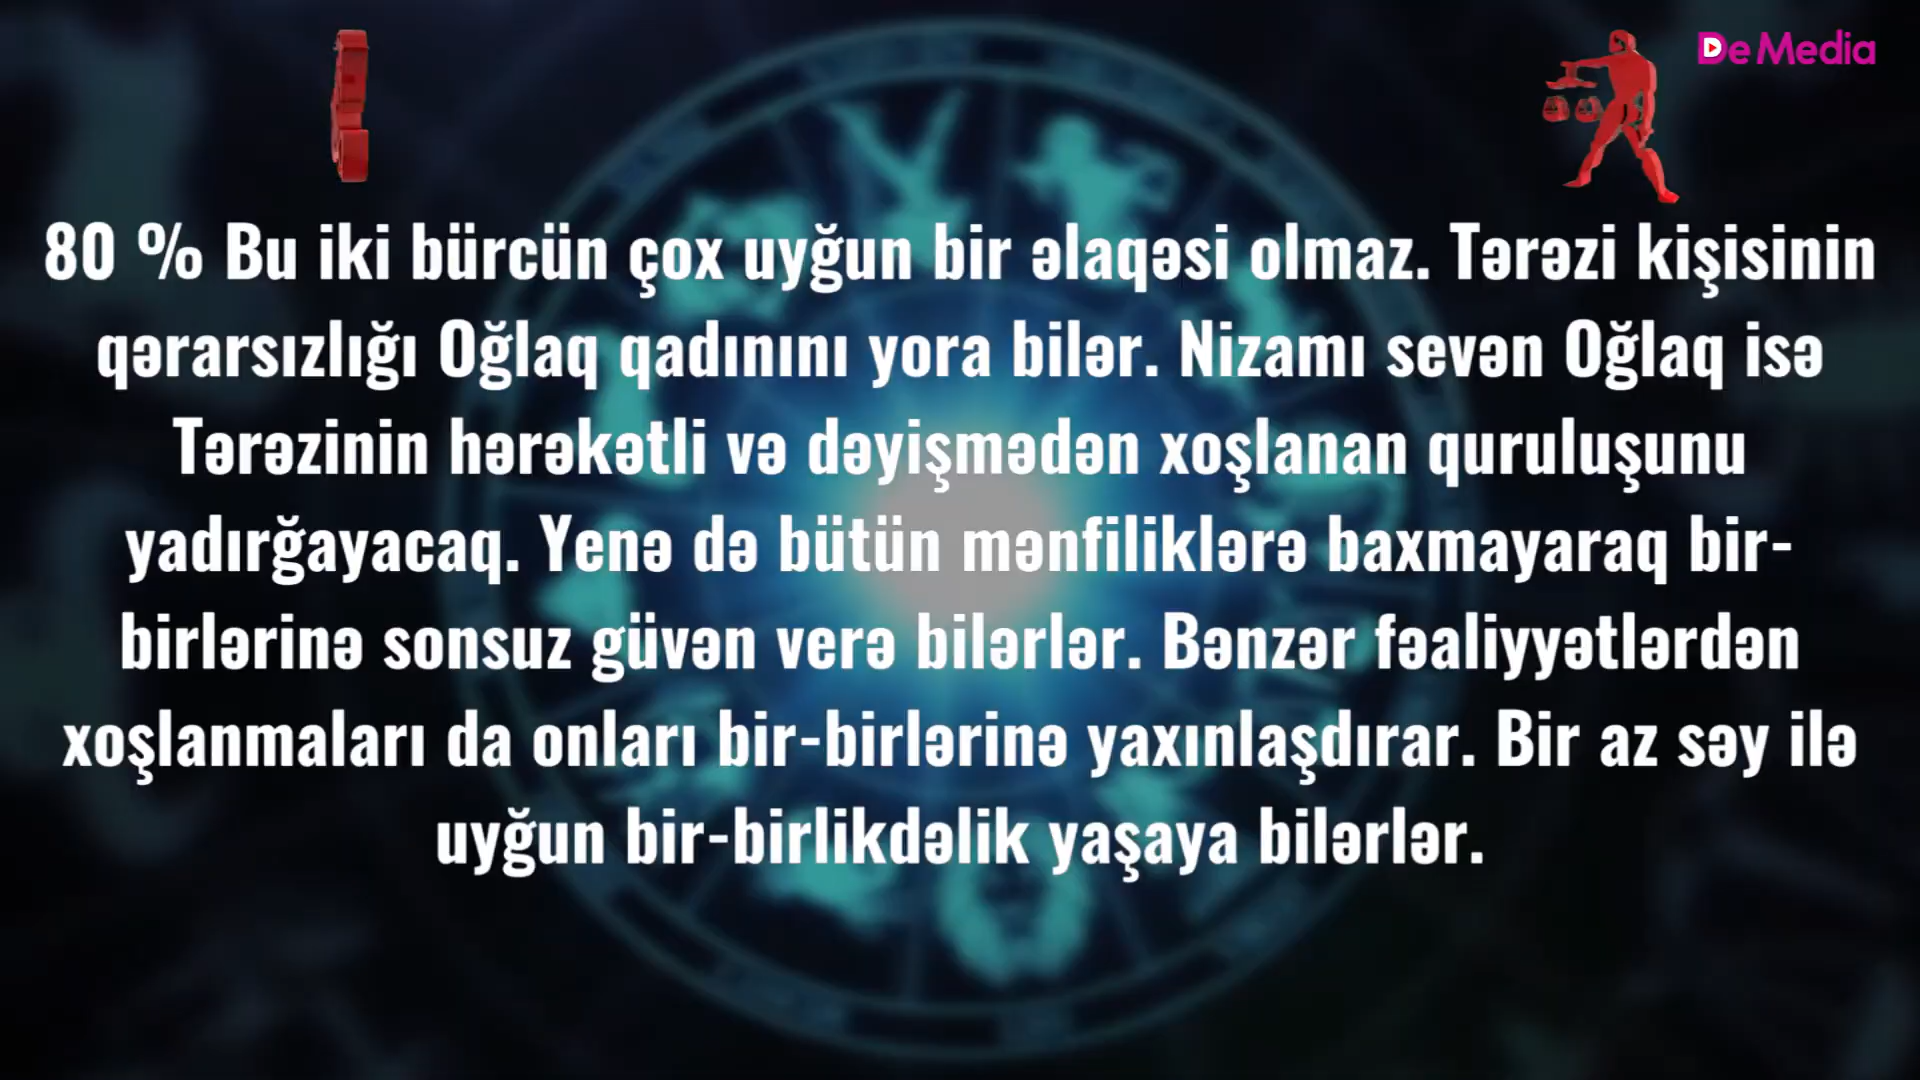 De Media
80 % Bu iki bürcün çox uyğun bir əlaqəsi olmaz. Tərəzi kişisinin
qərarsızlığı Oğlaq qadınını yora bilər. Nizamı sevən Oğlaq isə
Tərəzinin hərəkətli və dəyişmədən xoşlanan quruluşunu
yadırğayacaq. Yenə də bütün mənfiliklərə baxmayaraq bir-
birlərinə sonsuz güvən verə bilərlər. Bənzər fəaliyyətlərdən
xoşlanmaları da onları bir-birlərinə yaxınlaşdırar. Bir az səy ilə
uyğun bir-birlikdəlik yaşaya bilərlər.